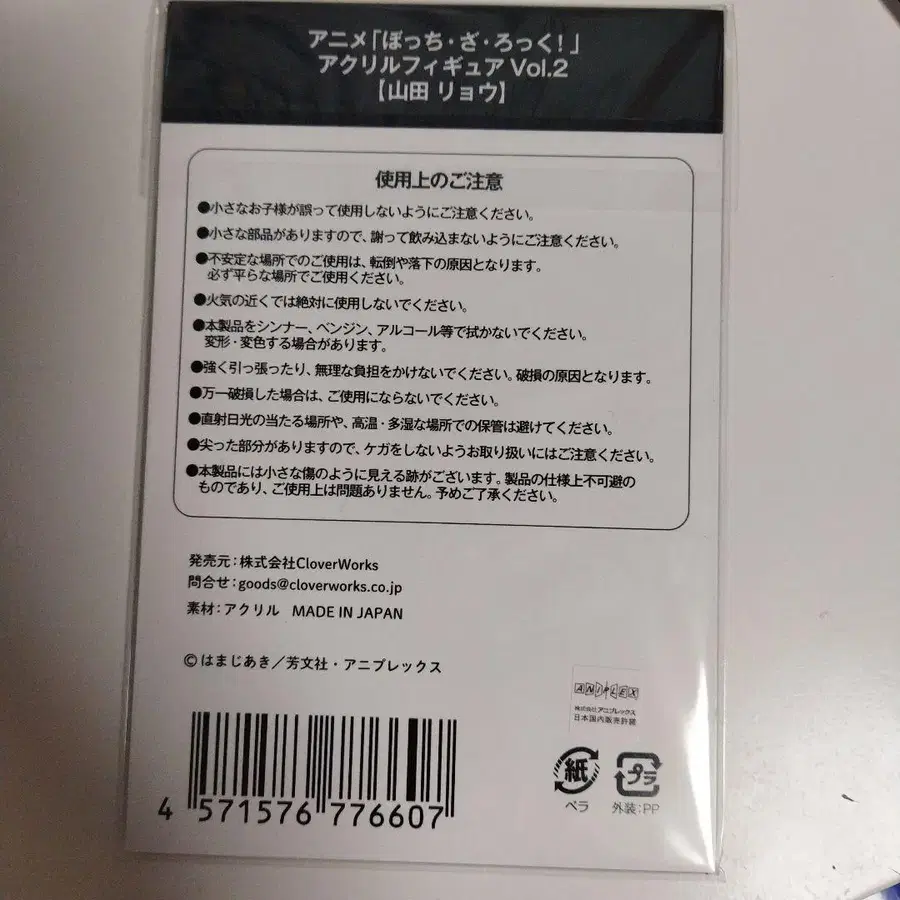 アニメ「ぼっち・ざ・ろっく!」
アクリルフィギュア Vol.2
【山田 リョウ】
使用上のご注意
●小さなお子様が誤って使用しないようにご注意ください。
●小さな部品がありますので、謝って飲み込まないようにご注意ください。
●不安定な場所でのご使用は、転倒や落下の原因となります。
必ず平らな場所でご使用ください。
●火気の近くでは絶対に使用しないでください。
●本製品をシンナー、ベンジン、アルコール等で拭かないでください。
変形・変色する場合があります。
●強く引っ張ったり、無理な負担をかけないでください。破損の原因となります。
●万一破損した場合は、ご使用にならないでください。
●直射日光の当たる場所や、高温・多湿な場所での保管は避けてください。
●尖った部分がありますので、ケガをしないようお取り扱いにはご注意ください。
●本製品には小さな傷のように見える跡がございます。製品の仕様上不可避の
ものであり、ご使用上は問題ありません。予めご了承ください。
発売元：株式会社CloverWorks
問合せ：goods@cloverworks.co.jp
素材：アクリル MADE IN JAPAN
©はまじあき／芳文社・アニプレックス
ANIPLEX
株式会社アニプレックス
日本国内販売許諾
紙
ベラ
プラ
外装：PP
4 571576 776607